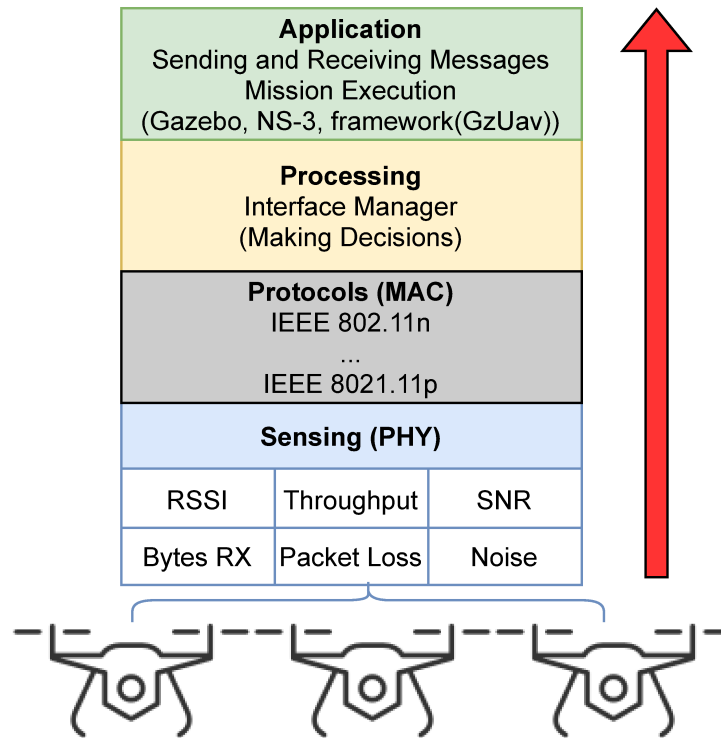 Application
Sending and Receiving Messages
Mission Execution
(Gazebo, NS-3, framework(GzUav))
Processing
Interface Manager
(Making Decisions)
Protocols (MAC)
IEEE 802.11n
...
IEEE 8021.11p
Sensing (PHY)
RSSI Throughput SNR
Bytes RX Packet Loss Noise